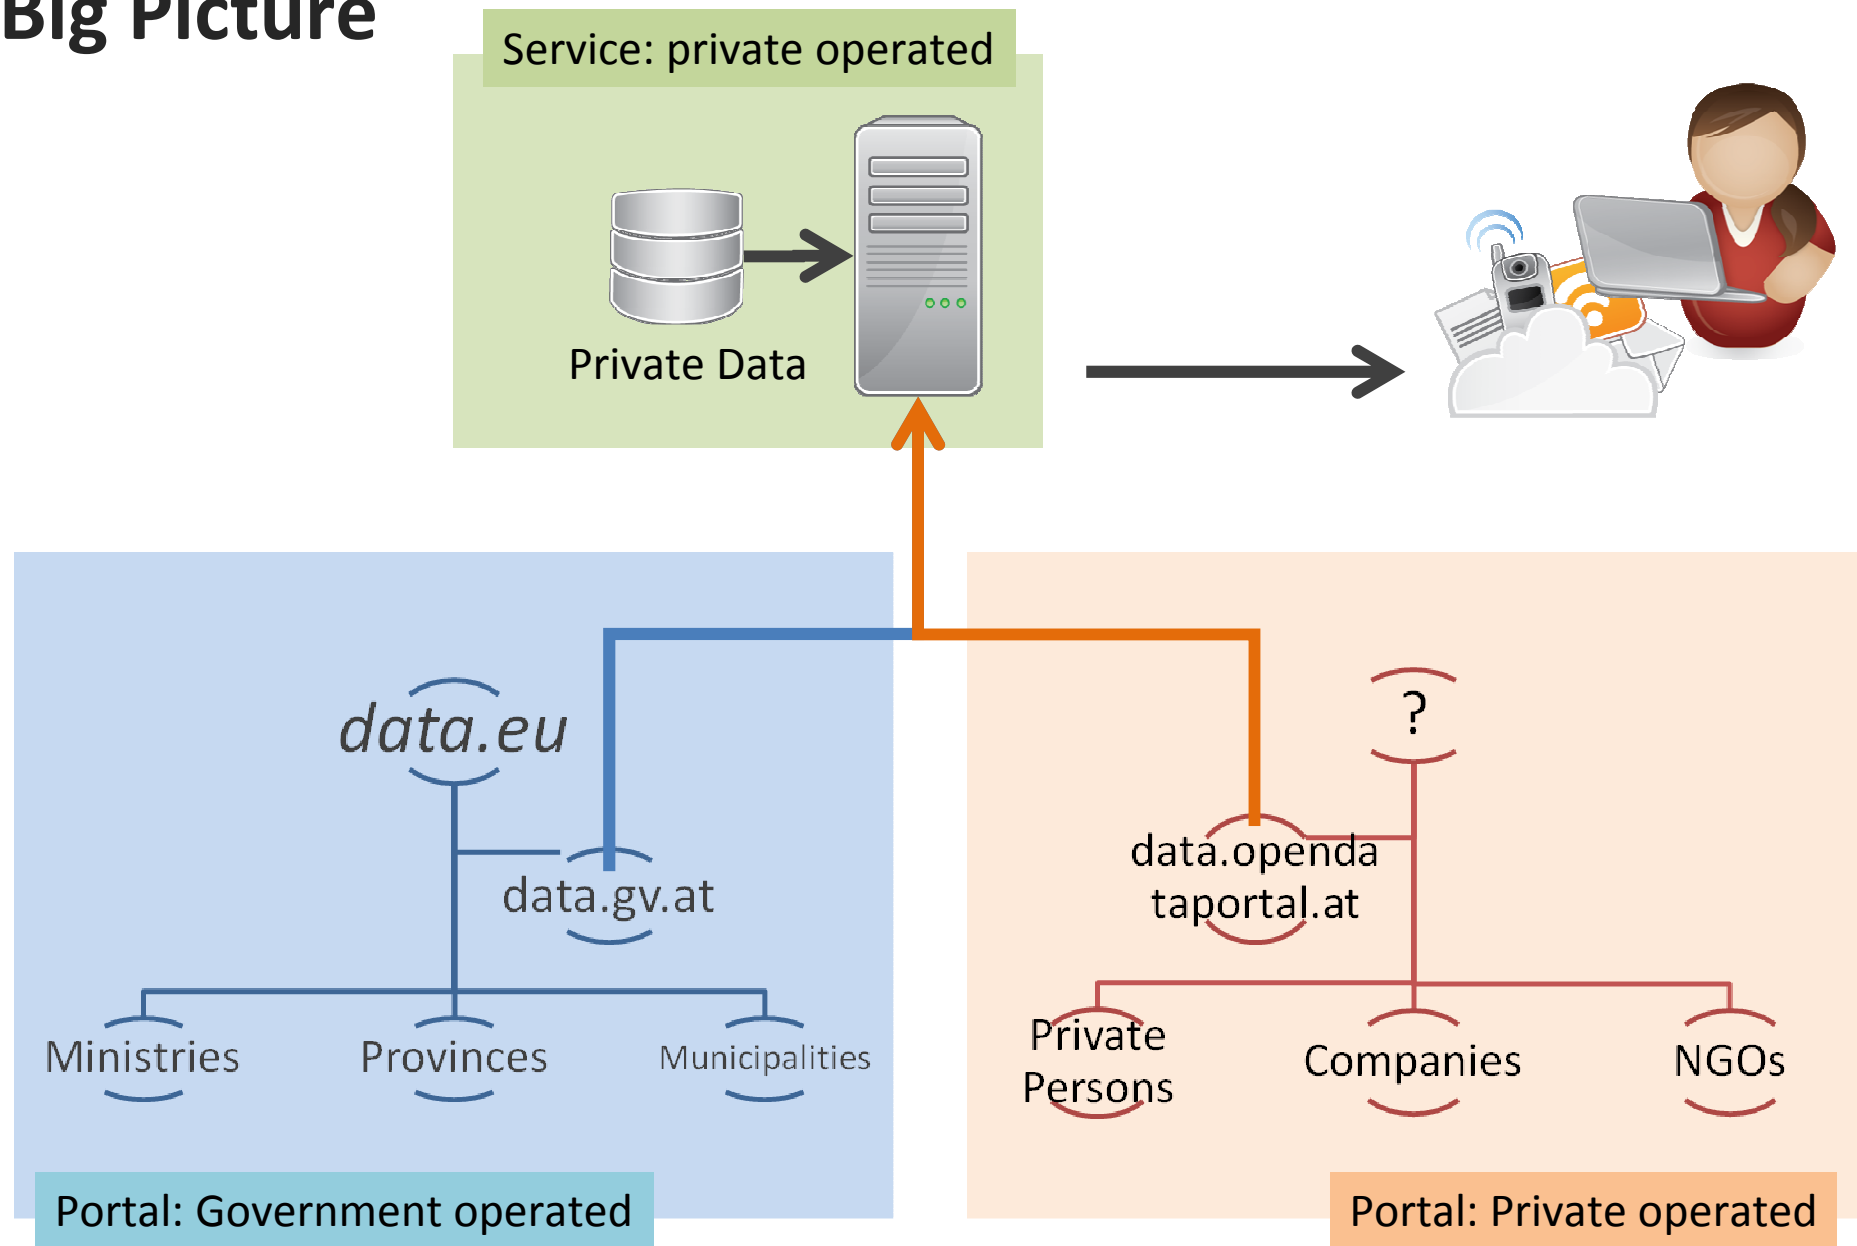 Big Picture
Service: private operated
Private Data
data.eu
?
data.gv.at
data.openda
taportal.at
Ministries
Provinces
Municipalities
Private
Persons
Companies
NGOs
Portal: Government operated
Portal: Private operated